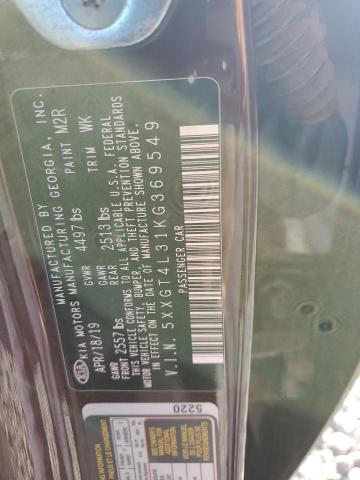 MANUFACTURED BY
KIA MOTORS MANUFACTURING GEORGIA, INC.
APR/18/19 4497 lbs PAINT M2R
GVWR
GAWR GAWR TRIM WK
FRONT 2557 lbs REAR 2513 lbs
THIS VEHICLE CONFORMS TO ALL APPLICABLE U.S.A. FEDERAL
MOTOR VEHICLE SAFETY, BUMPER, AND THEFT PREVENTION STANDARDS
IN EFFECT ON THE DATE OF MANUFACTURE SHOWN ABOVE.
V.I.N. 5XXGT4L31KG369549
PASSENGER CAR
5220